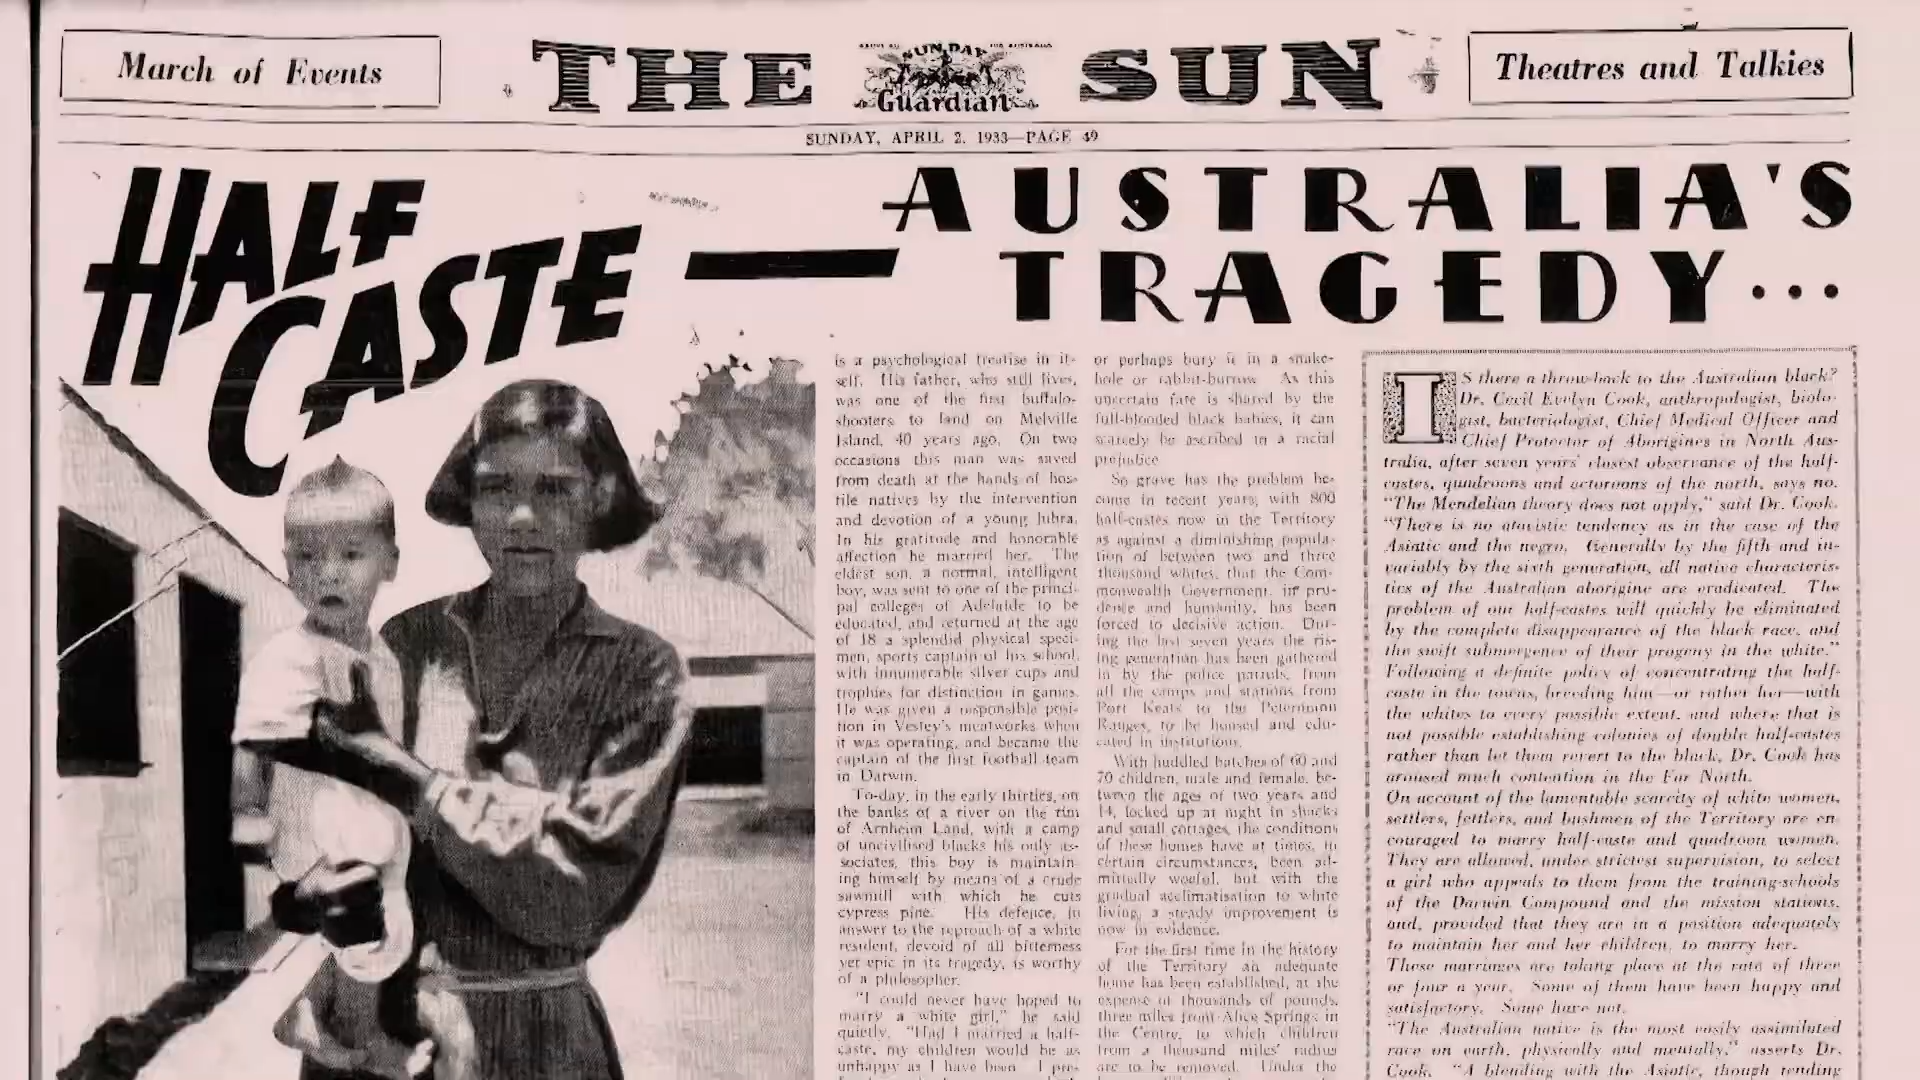 March of Events
THE SUN
SUNDAY
Guardian
Theatres and Talkies
SUNDAY, APRIL 2, 1933—PAGE 49
HALF
CASTE —
AUSTRALIA'S
TRAGEDY...
is a psychological treatise in it-
self. His father, who still lives,
was one of the first buffalo-
shooters to land on Melville
Island, 40 years ago. On two
occasions this man was saved
from death at the hands of hos-
tile natives by the intervention
and devotion of a young lubra.
In his gratitude and honorable
affection he married her. The
eldest son, a normal, intelligent
boy, was sent to one of the princi-
pal colleges of Adelaide to be
educated, and returned at the age
of 18 a splendid physical speci-
men, sports captain of his school,
with innumerable silver cups and
trophies for distinction in games.
He was given a responsible posi-
tion in Vestey's meatworks when
it was operating, and became the
captain of the first football team
in Darwin.
To-day, in the early thirties, on
the banks of a river on the rim
of Arnheim Land, with a camp
of uncivilised blacks his only as-
sociates, this boy is maintain-
ing himself by means of a crude
sawmill with which he cuts
cypress pine. His defence, in
answer to the reproach of a white
resident, devoid of all bitterness
yet epic in its tragedy, is worthy
of a philosopher.
"I could never have hoped to
marry a white girl," he said
quietly. "Had I married a half-
caste, my children would be as
unhappy as I have been. I pre-
or perhaps bury it in a snake-
hole or rabbit-burrow. As this
uncertain fate is shared by the
full-blooded black babies, it can
scarcely be ascribed to a racial
prejudice.
So grave has the problem be-
come in recent years, with 800
half-castes now in the Territory
as against a diminishing popula-
tion of between two and three
thousand whites, that the Com-
monwealth Government, in pru-
dence and humanity, has been
forced to decisive action. Dur-
ing the last seven years the ris-
ing generation has been gathered
in by the police patrols, from
all the camps and stations from
Port Keats to the Petermann
Ranges, to be housed and edu-
cated in institutions.
With huddled batches of 60 and
70 children, male and female, be-
tween the ages of two years and
14, locked up at night in shacks
and small cottages, the conditions
of these homes have at times, in
certain circumstances, been ad-
mittedly woeful, but with the
gradual acclimatisation to white
living, a steady improvement is
now in evidence.
For the first time in the history
of the Territory an adequate
home has been established, at the
expense of thousands of pounds,
three miles from Alice Springs in
the Centre, to which children
from a thousand miles' radius
are to be removed. Under the
IS there a throw-back to the Australian black?
Dr. Cecil Evelyn Cook, anthropologist, biolo-
gist, bacteriologist, Chief Medical Officer and
Chief Protector of Aborigines in North Aus-
tralia, after seven years' closest observance of the half-
castes, quadroons and octoroons of the north, says no.
"The Mendelian theory does not apply," said Dr. Cook.
"There is no atavistic tendency as in the case of the
Asiatic and the negro. Generally by the fifth and in-
variably by the sixth generation, all native characteris-
tics of the Australian aborigine are eradicated. The
problem of our half-castes will quickly be eliminated
by the complete disappearance of the black race, and
the swift submergence of their progeny in the white."
Following a definite policy of concentrating the half-
caste in the towns, breeding him—or rather her—with
the whites to every possible extent, and where that is
not possible establishing colonies of double half-castes
rather than let them revert to the black, Dr. Cook has
aroused much contention in the Far North.
On account of the lamentable scarcity of white women,
settlers, fettlers, and bushmen of the Territory are en-
couraged to marry half-caste and quadroon women.
They are allowed, under strictest supervision, to select
a girl who appeals to them from the training-schools
of the Darwin Compound and the mission stations,
and, provided that they are in a position adequately
to maintain her and her children, to marry her.
These marriages are taking place at the rate of three
or four a year. Some of them have been happy and
satisfactory. Some have not.
"The Australian native is the most easily assimilated
race on earth, physically and mentally," asserts Dr.
Cook. "A blending with the Asiatic, though tending